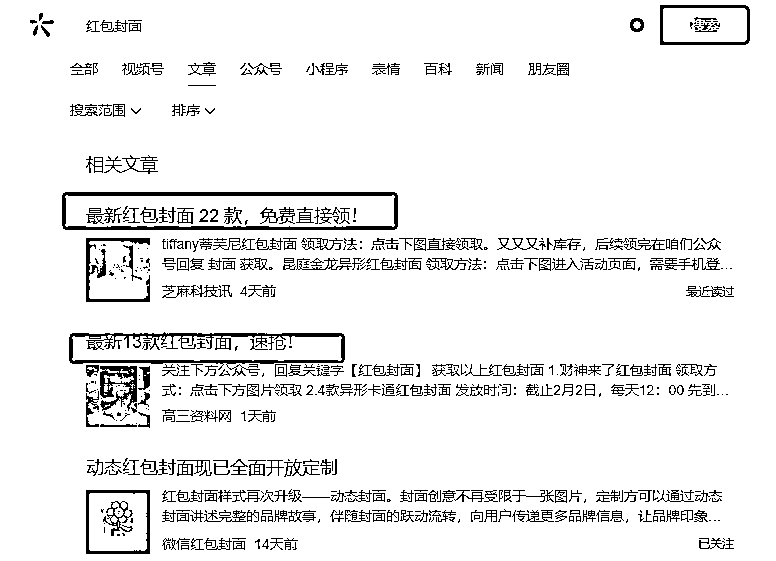 红包封面
搜索
全部 视频号 文章 公众号 小程序 表情 百科 新闻 朋友圈
搜索范围 排序
相关文章
最新红包封面 22 款，免费直接领！
tiffany蒂芙尼红包封面 领取方法：点击下图直接领取。又又又补库存，后续领完在咱们公众
号回复 封面 获取。昆庭金龙异形红包封面 领取方法：点击下图进入活动页面，需要手机登...
芝麻科技讯 4天前
最近读过
最新13款红包封面，速抢！
关注下方公众号，回复关键字【红包封面】 获取以上红包封面 1.财神来了红包封面 领取方
式：点击下方图片领取 2.4款异形卡通红包封面 发放时间：截止2月2日，每天12：00 先到...
高三资料网 1天前
动态红包封面现已全面开放定制
红包封面样式再次升级——动态封面。封面创意不再受限于一张图片，定制方可以通过动态
封面讲述完整的品牌故事，伴随封面的跃动流转，向用户传递更多品牌信息，让品牌印象...
微信红包封面 14天前
已关注